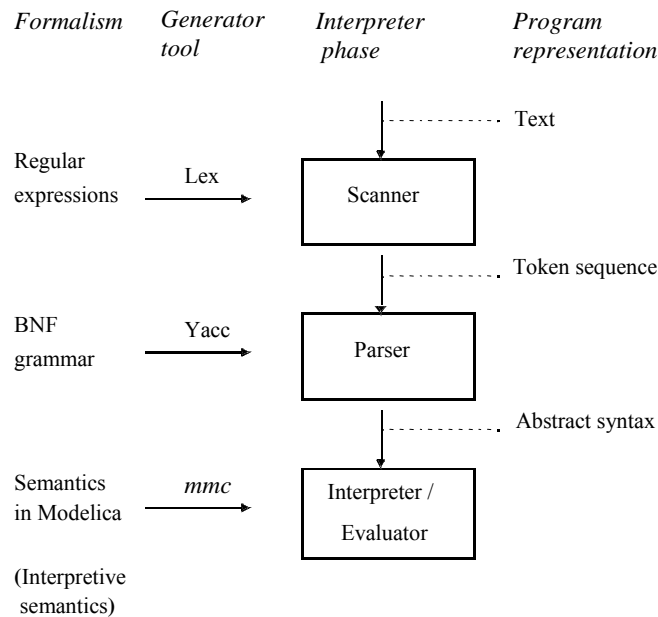 Formalism
Generator
tool
Interpreter
phase
Program
representation
Text
Regular
expressions
Lex
Scanner
Token sequence
BNF
grammar
Yacc
Parser
Abstract syntax
Semantics
in Modelica
mmc
Interpreter /
Evaluator
(Interpretive
semantics)